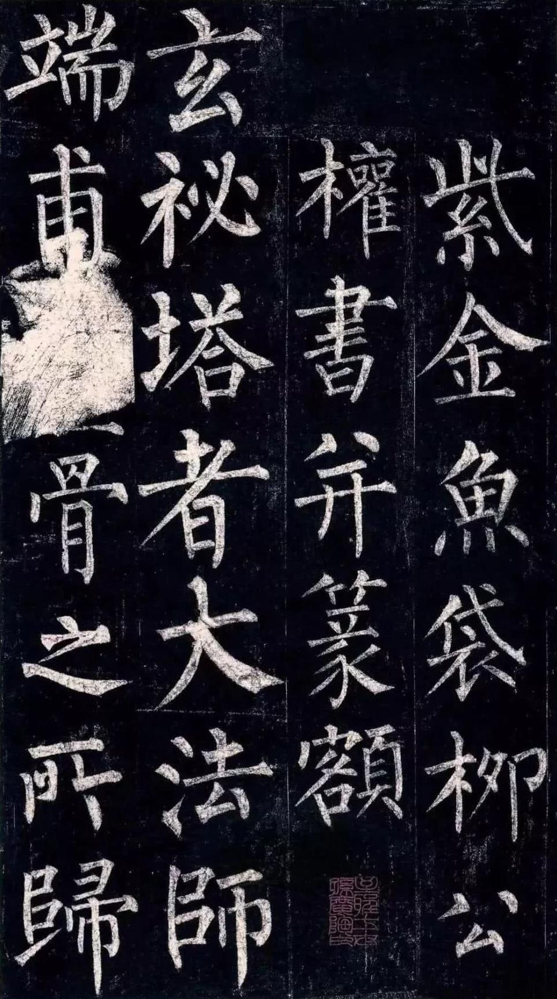 紫金魚袋柳公
權書并篆額
玄祕塔者大法師
端甫骨之所歸